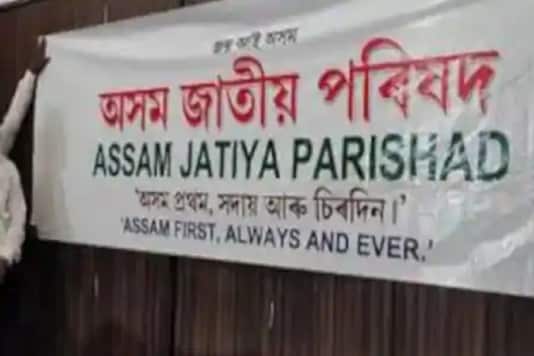 জয় আই অসম
অসম জাতীয় পৰিষদ
ASSAM JATIYA PARISHAD
'অসম প্ৰথম, সদায় আৰু চিৰদিন।'
'ASSAM FIRST, ALWAYS AND EVER.'